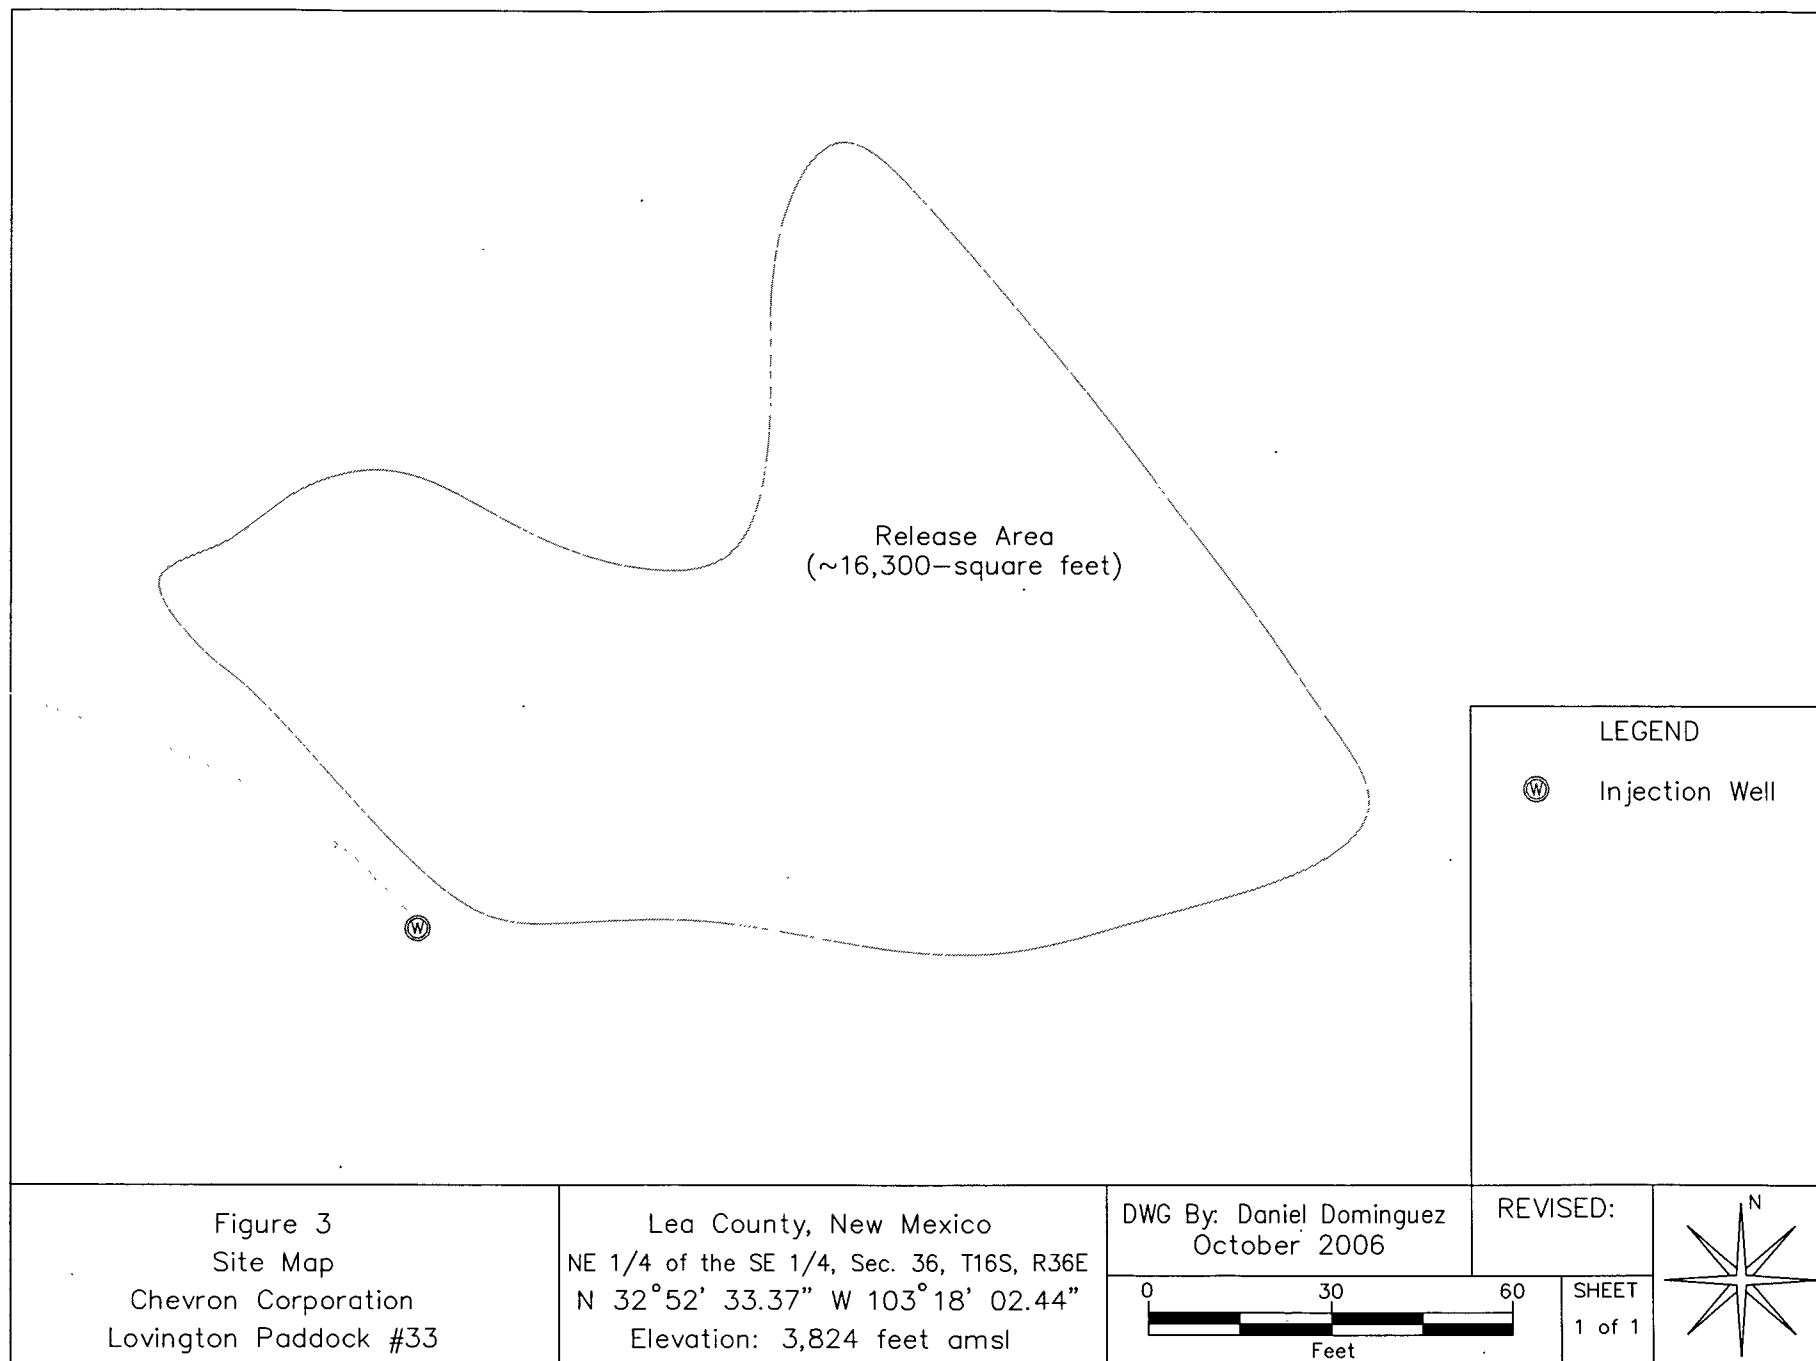 Release Area
(~16,300-square feet)
LEGEND
W Injection Well
W
Figure 3
Site Map
Chevron Corporation
Lovington Paddock #33
Lea County, New Mexico
NE 1/4 of the SE 1/4, Sec. 36, T16S, R36E
N 32°52' 33.37" W 103°18' 02.44"
Elevation: 3,824 feet amsl
DWG By: Daniel Dominguez
October 2006
REVISED:
0 30 60
Feet
SHEET
1 of 1
N